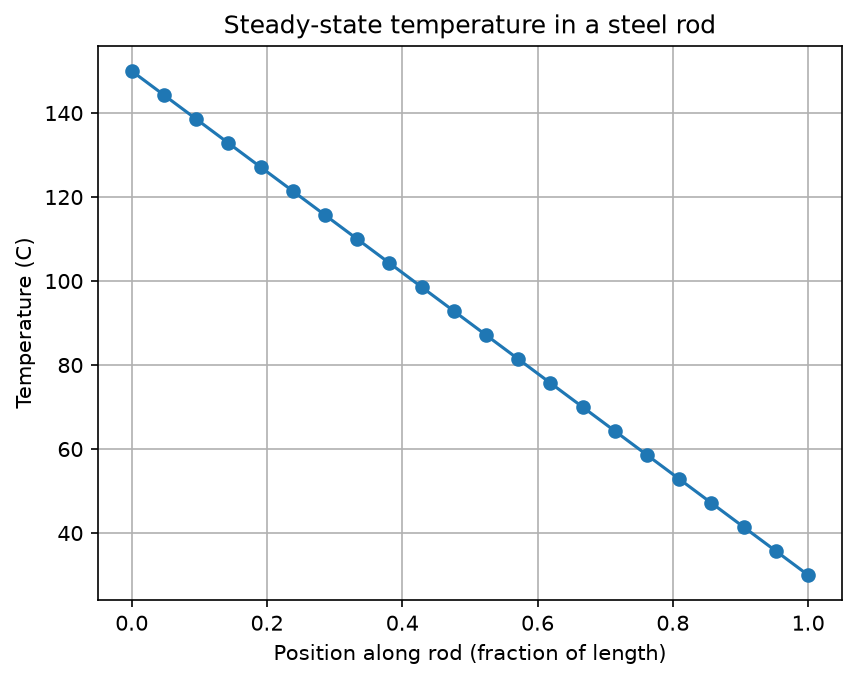 Steady-state temperature in a steel rod
Temperature (C)
140
120
100
80
60
40
0.0 0.2 0.4 0.6 0.8 1.0
Position along rod (fraction of length)